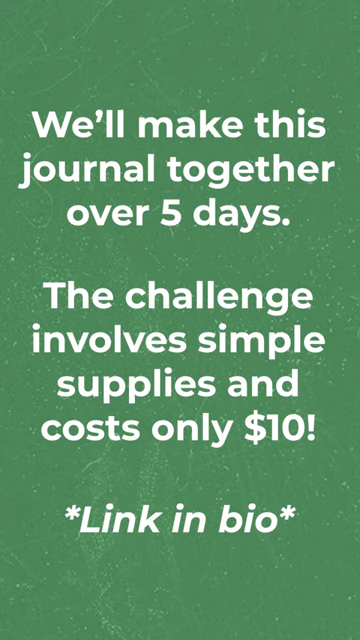 We’ll make this
journal together
over 5 days.
The challenge
involves simple
supplies and
costs only $10!
*Link in bio*